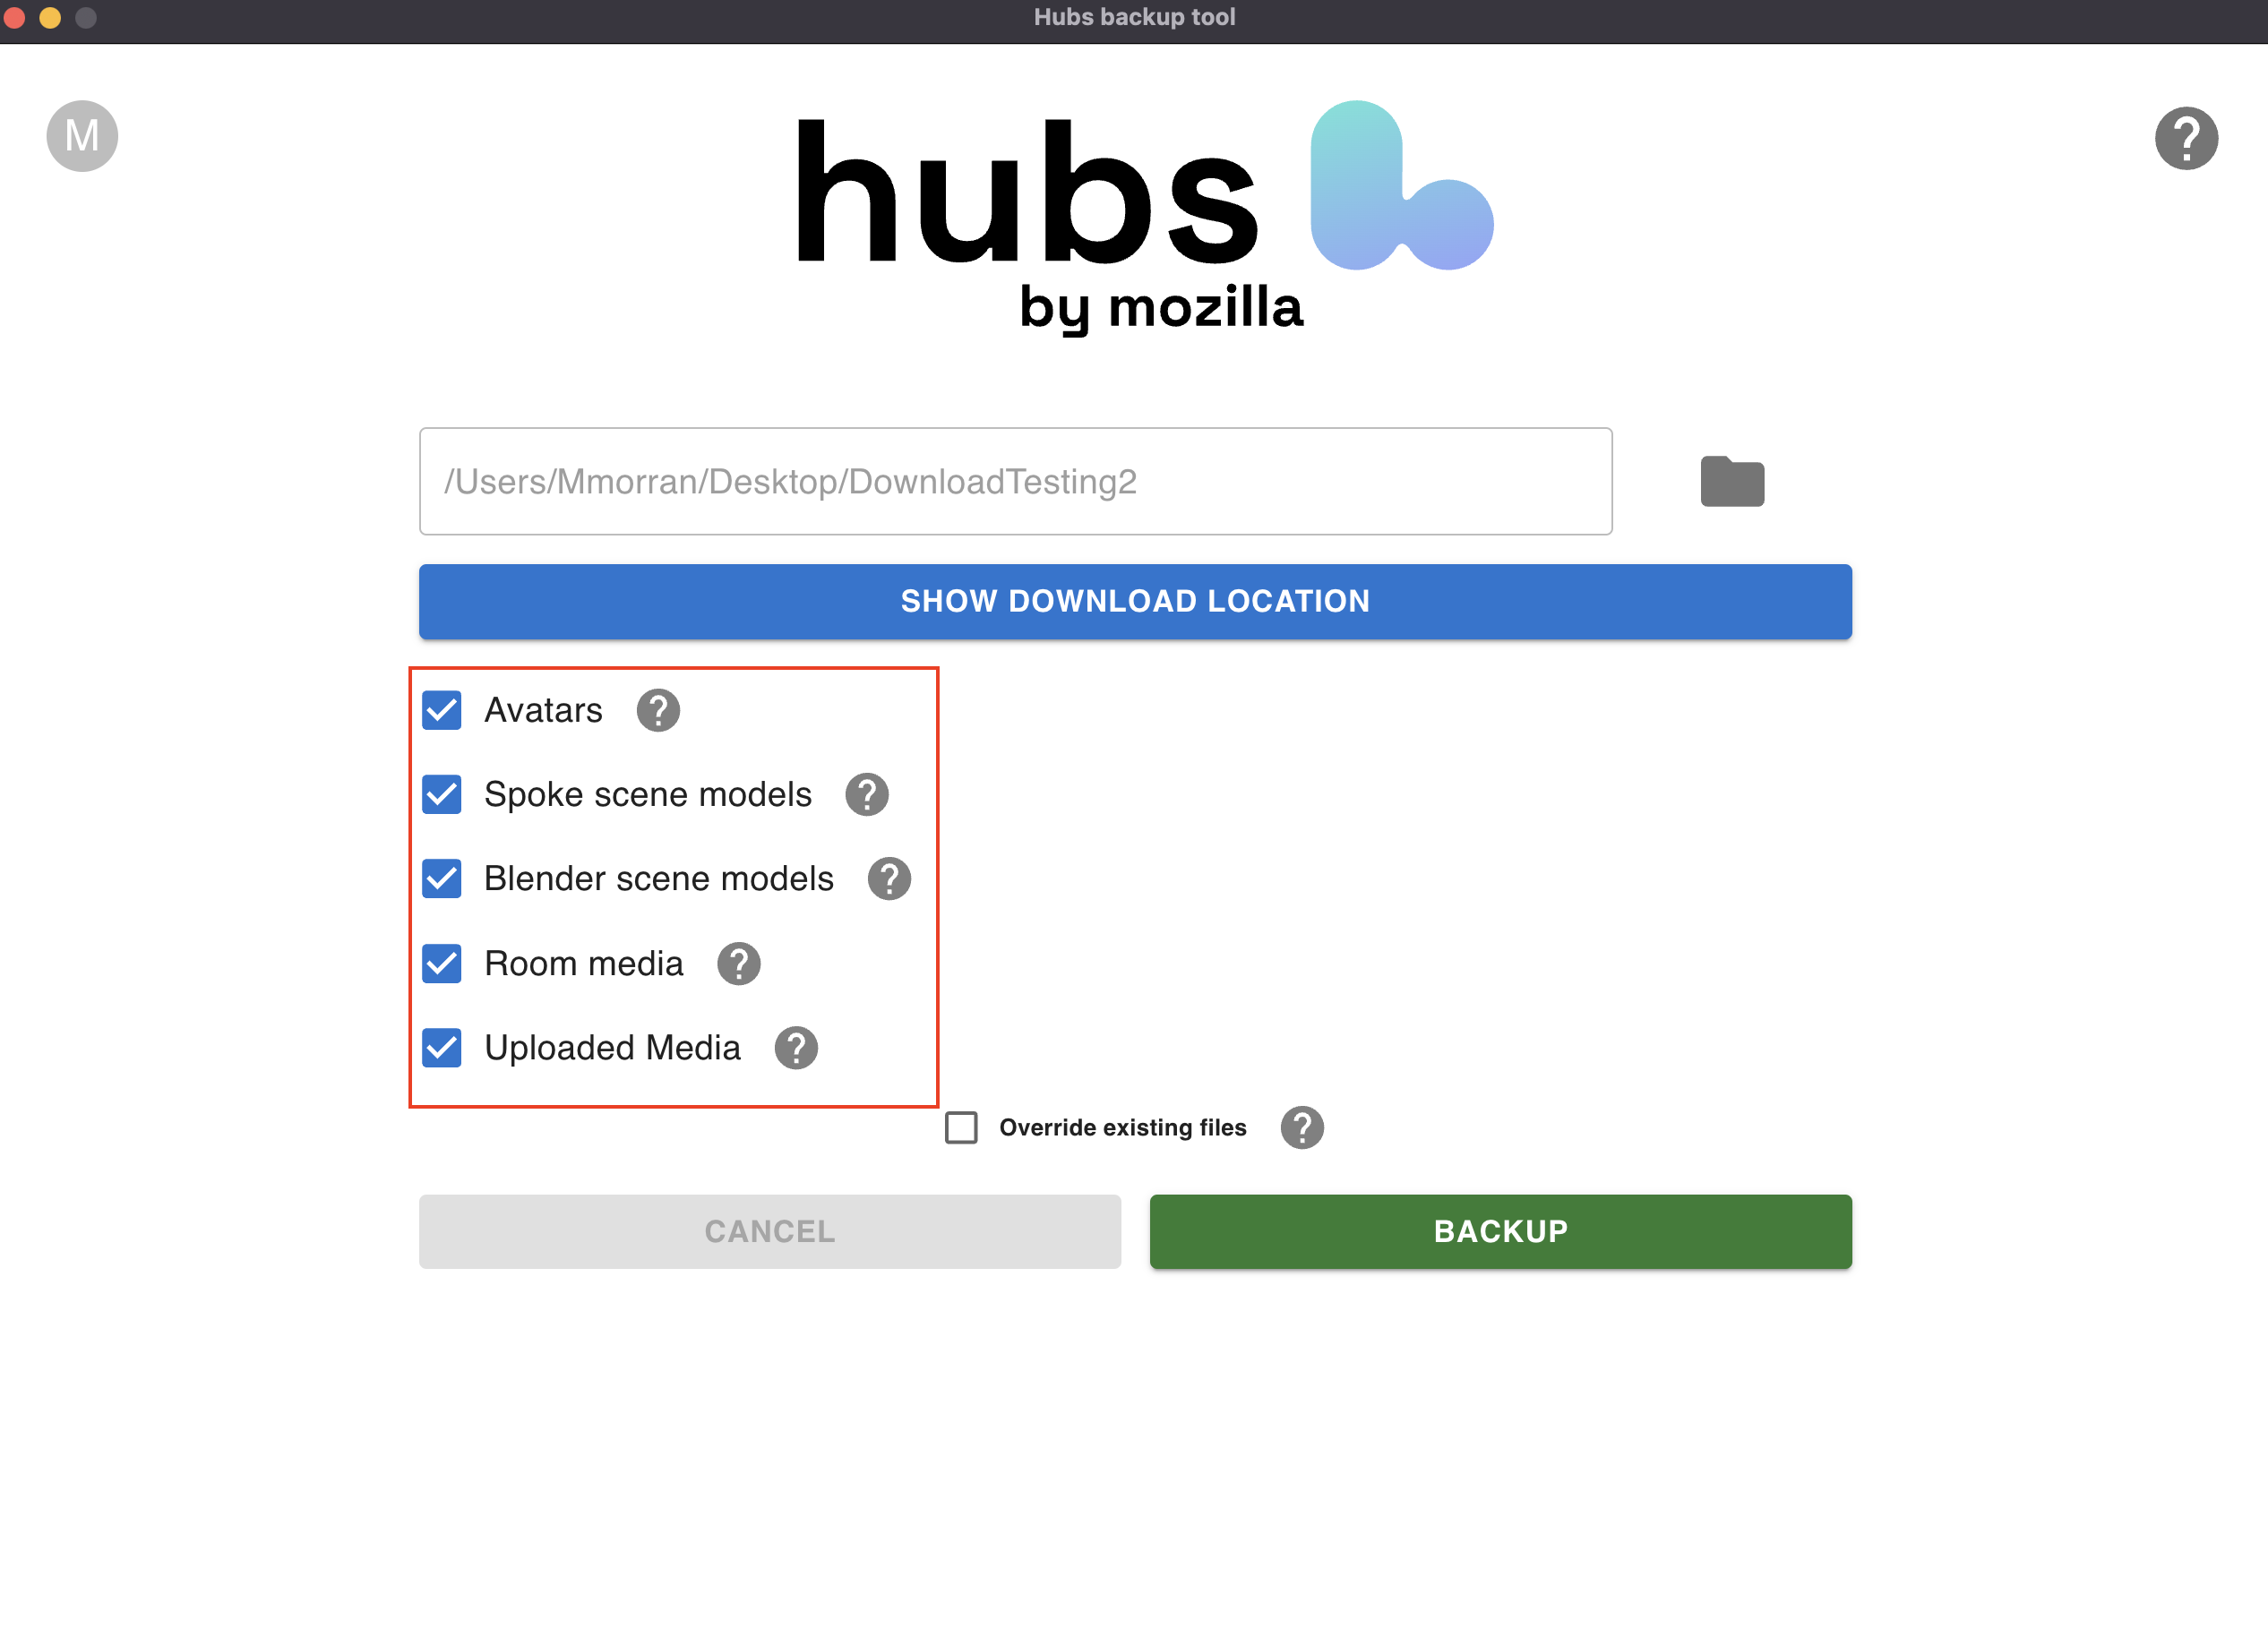 Hubs backup tool
M
?
hubs
by mozilla
/Users/Mmorran/Desktop/DownloadTesting2
SHOW DOWNLOAD LOCATION
Avatars ?
Spoke scene models ?
Blender scene models ?
Room media ?
Uploaded Media ?
Override existing files ?
CANCEL
BACKUP